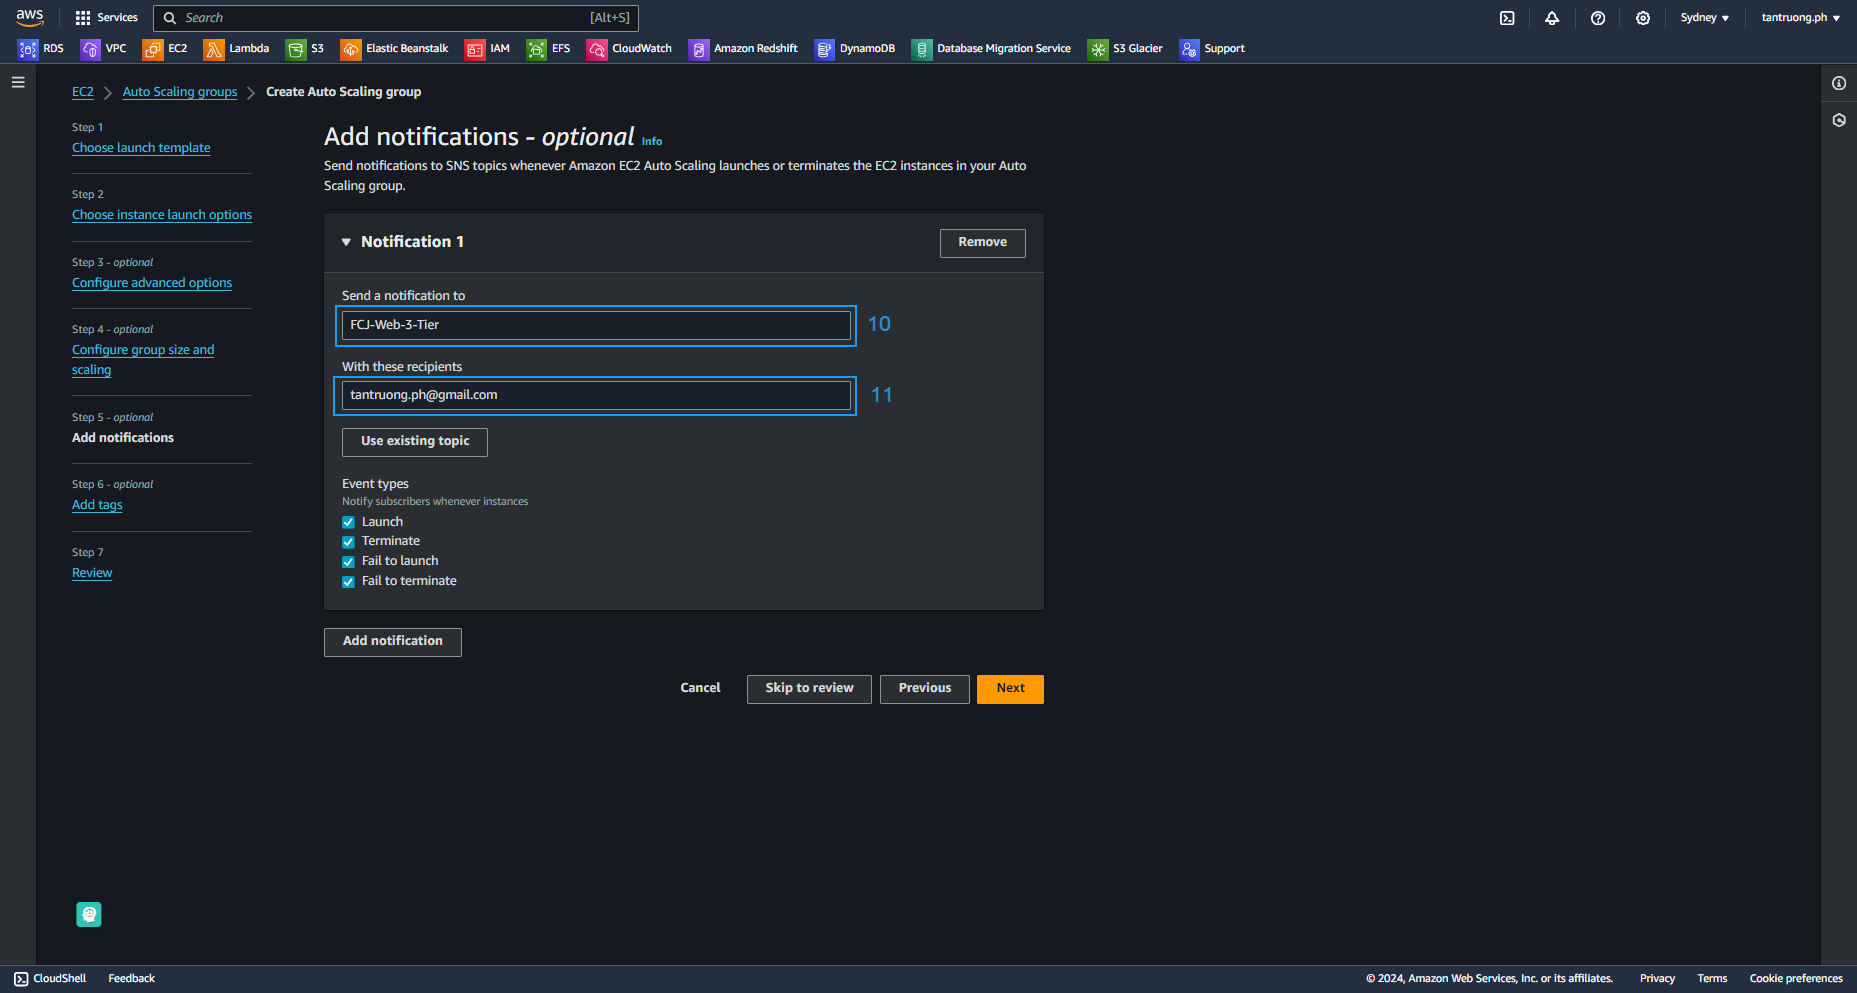 aws Services Search [Alt+S] Sydney tantruong.ph
RDS VPC EC2 Lambda S3 Elastic Beanstalk IAM EFS CloudWatch Amazon Redshift DynamoDB Database Migration Service S3 Glacier Support
EC2 Auto Scaling groups Create Auto Scaling group
Step 1
Choose launch template
Step 2
Choose instance launch options
Step 3 - optional
Configure advanced options
Step 4 - optional
Configure group size and
scaling
Step 5 - optional
Add notifications
Step 6 - optional
Add tags
Step 7
Review
Add notifications - optional Info
Send notifications to SNS topics whenever Amazon EC2 Auto Scaling launches or terminates the EC2 instances in your Auto
Scaling group.
Notification 1 Remove
Send a notification to
FCJ-Web-3-Tier 10
With these recipients
tantruong.ph@gmail.com 11
Use existing topic
Event types
Notify subscribers whenever instances
Launch
Terminate
Fail to launch
Fail to terminate
Add notification
Cancel Skip to review Previous Next
CloudShell Feedback © 2024, Amazon Web Services, Inc. or its affiliates. Privacy Terms Cookie preferences